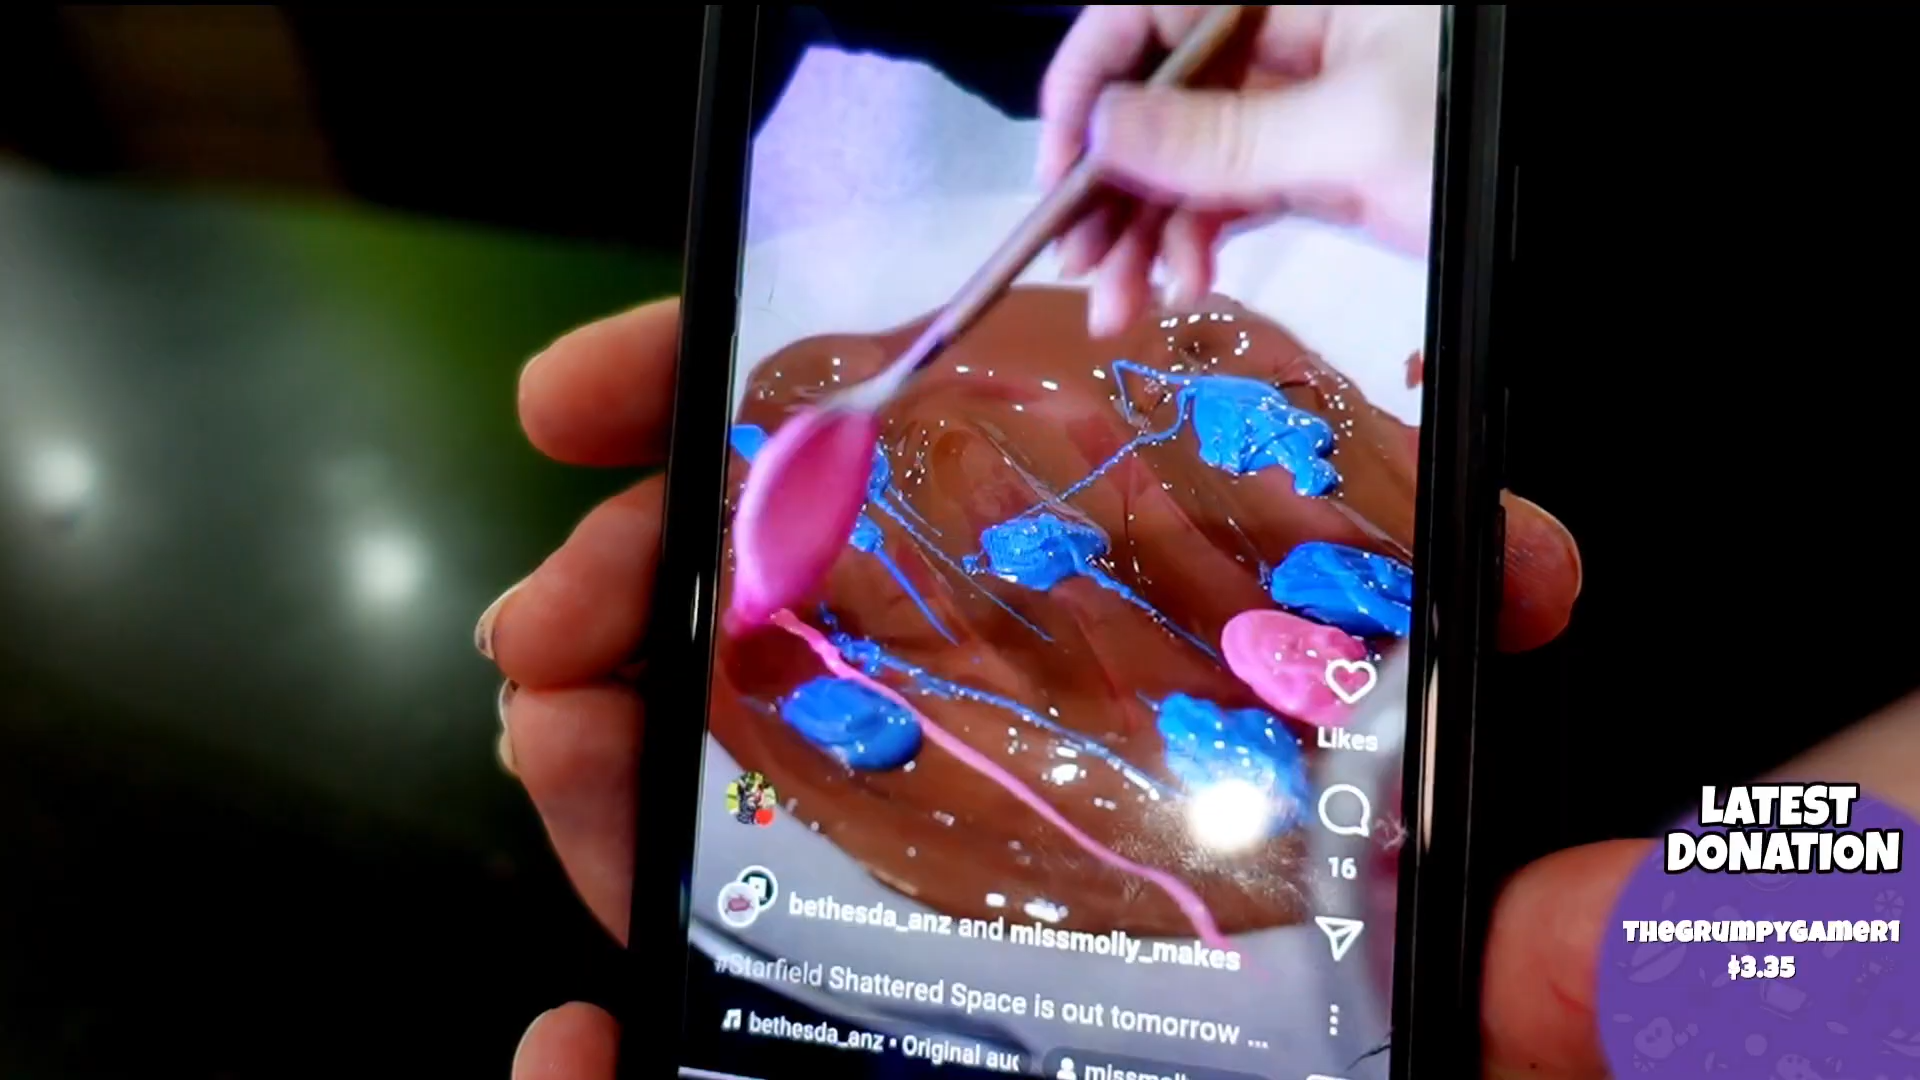 Likes
16
bethesda_anz and missmolly_makes
#Starfield Shattered Space is out tomorrow ...
bethesda_anz • Original au
missmoll
LATEST
DONATION
THEGRUMPYGAMER1
$3.35